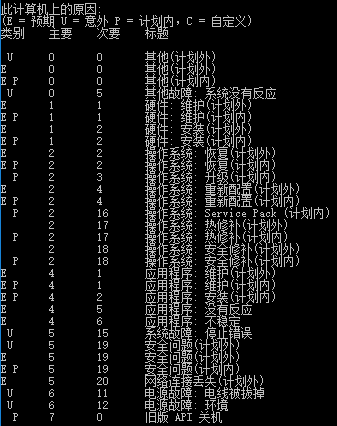 此计算机上的原因:
(E = 预期 U = 意外 P = 计划内，C = 自定义)
类别 主要 次要 标题
U 0 0 其他(计划外)
E 0 0 其他(计划外)
E P 0 0 其他(计划内)
U 0 5 其他故障: 系统没有反应
E 1 1 硬件: 维护(计划外)
E P 1 1 硬件: 维护(计划内)
E 1 2 硬件: 安装(计划外)
E P 1 2 硬件: 安装(计划内)
E 2 2 操作系统: 恢复(计划外)
E P 2 2 操作系统: 恢复(计划内)
P 2 3 操作系统: 升级(计划内)
E 2 4 操作系统: 重新配置(计划外)
E P 2 4 操作系统: 重新配置(计划内)
P 2 16 操作系统: Service Pack (计划内)
2 17 操作系统: 热修补(计划外)
P 2 17 操作系统: 热修补(计划内)
2 18 操作系统: 安全修补(计划外)
P 2 18 操作系统: 安全修补(计划内)
E 4 1 应用程序: 维护(计划外)
E P 4 1 应用程序: 维护(计划内)
E P 4 2 应用程序: 安装(计划内)
E 4 5 应用程序: 没有反应
E 4 6 应用程序: 不稳定
U 5 15 系统故障: 停止错误
U 5 19 安全问题(计划外)
E 5 19 安全问题(计划外)
E P 5 19 安全问题(计划内)
E 5 20 网络连接丢失(计划外)
U 6 11 电源故障: 电线被拔掉
U 6 12 电源故障: 环境
P 7 0 旧版 API 关机